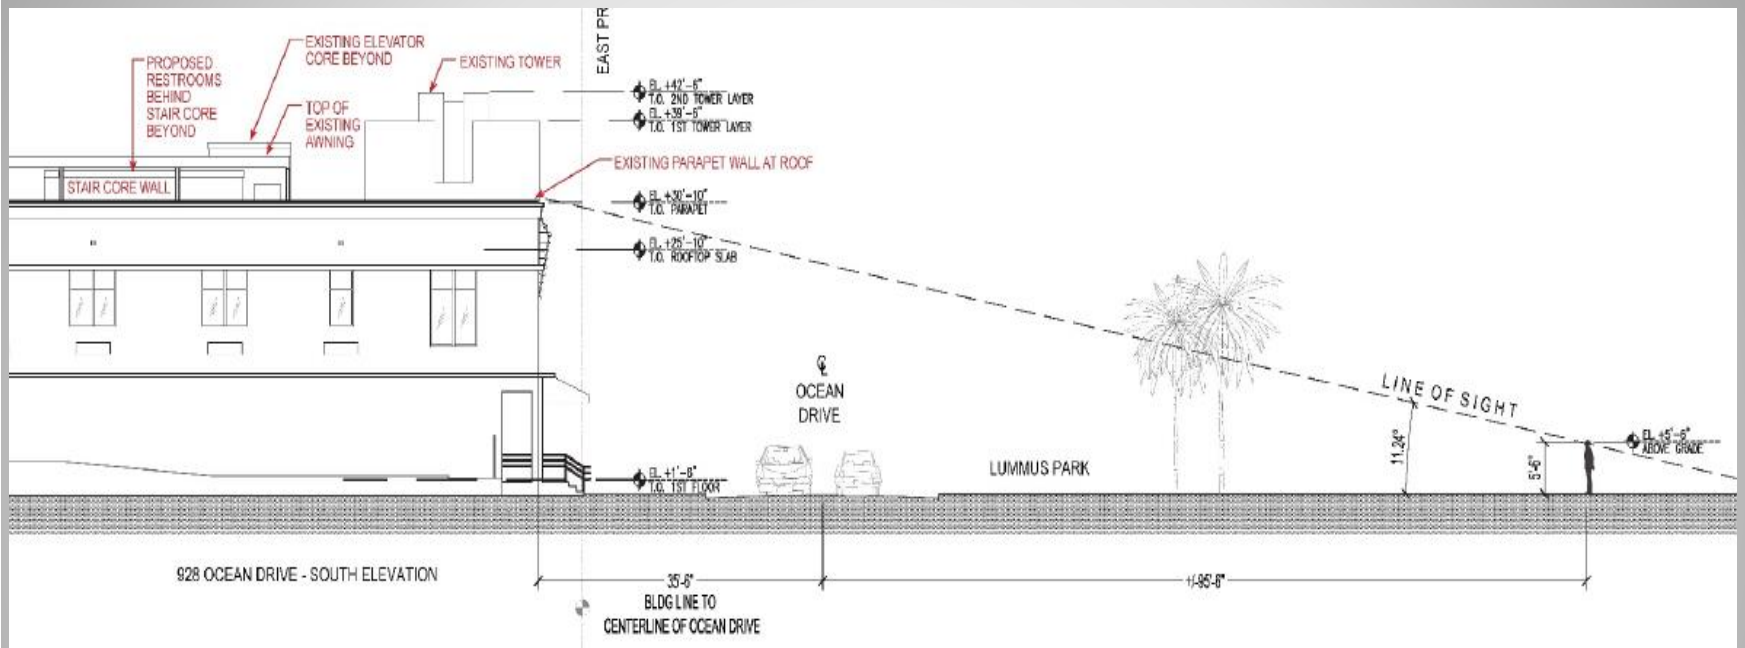 EAST PR
EXISTING ELEVATOR
CORE BEYOND
PROPOSED
RESTROOMS
BEHIND
STAIR CORE
BEYOND
EXISTING TOWER
TOP OF
EXISTING
AWNING
EL. +42'-6"
T.O. 2ND TOWER LAYER
EL. +39'-6"
T.O. 1ST TOWER LAYER
EXISTING PARAPET WALL AT ROOF
STAIR CORE WALL
EL. +30'-10"
T.O. PARAPET
EL. +25'-10"
T.O. ROOFTOP SLAB
OCEAN
DRIVE
LINE OF SIGHT
11.24°
5'-6"
EL. +5'-6"
ABOVE GRADE
LUMMUS PARK
EL. +1'-8"
T.O. 1ST FLOOR
928 OCEAN DRIVE - SOUTH ELEVATION
35'-6"
BLDG LINE TO
CENTERLINE OF OCEAN DRIVE
+/-95'-6"